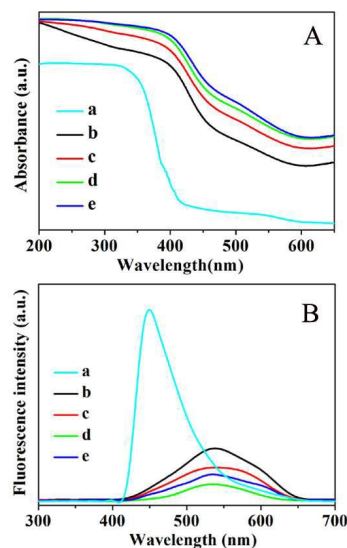 A
Absorbance (a.u.)
a
b
c
d
e
200 300 400 500 600
Wavelength(nm)
B
Fluorescence intensity (a.u.)
a
b
c
d
e
300 400 500 600 700
Wavelength (nm)